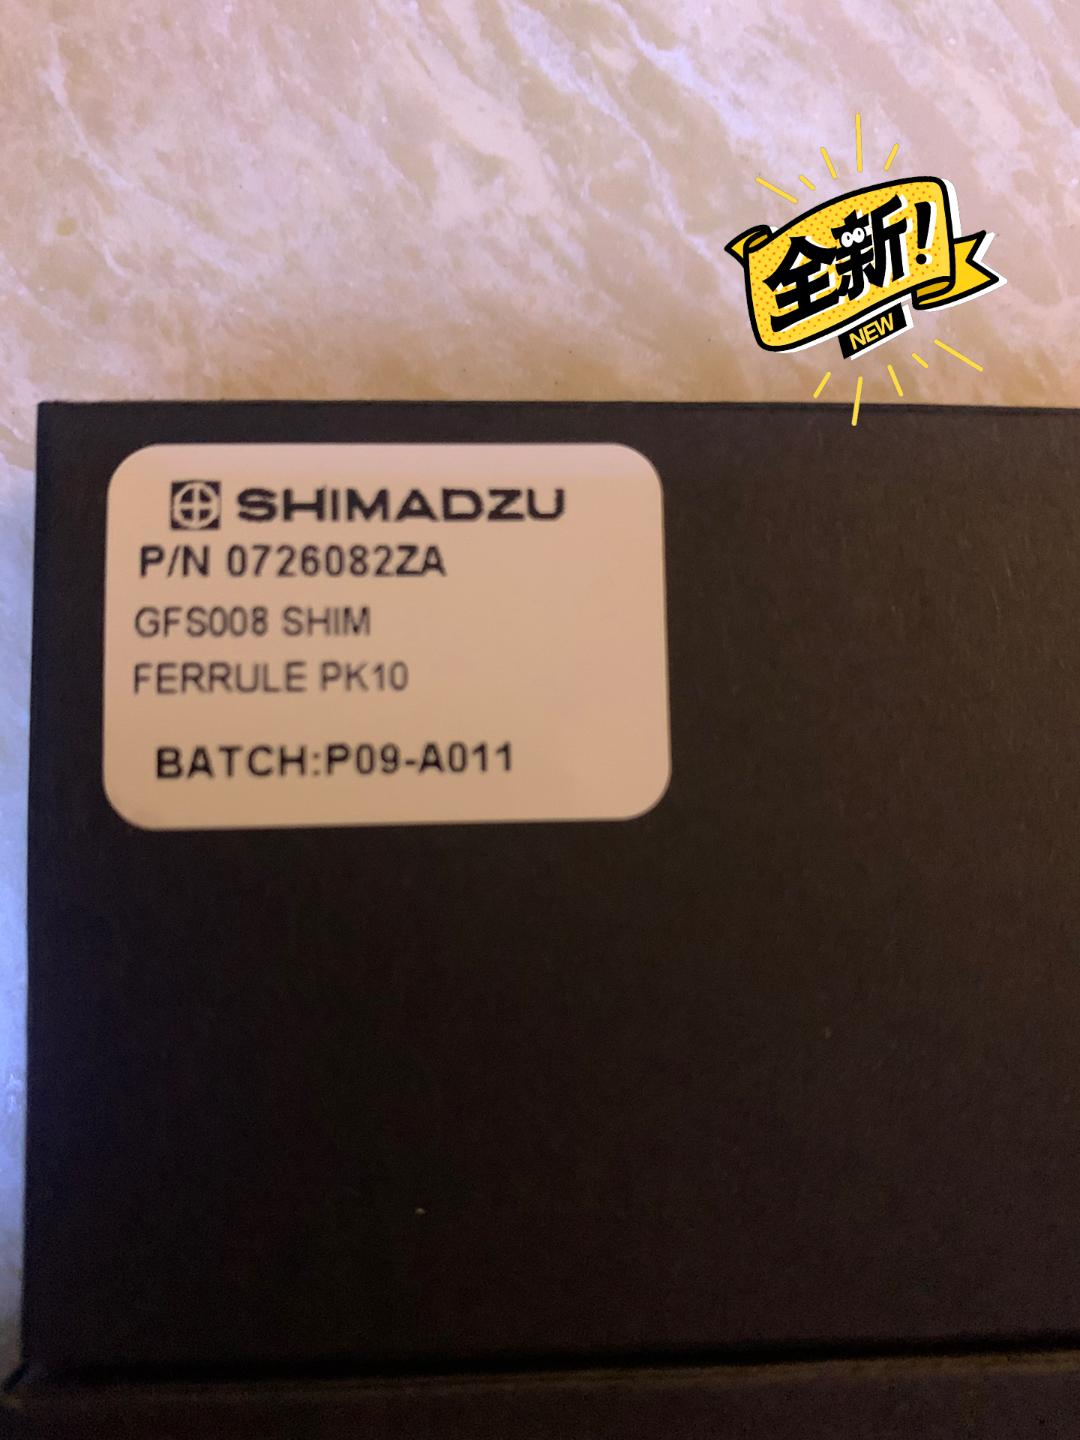 全新!
NEW
SHIMADZU
P/N 0726082ZA
GFS008 SHIM
FERRULE PK10
BATCH:P09-A011